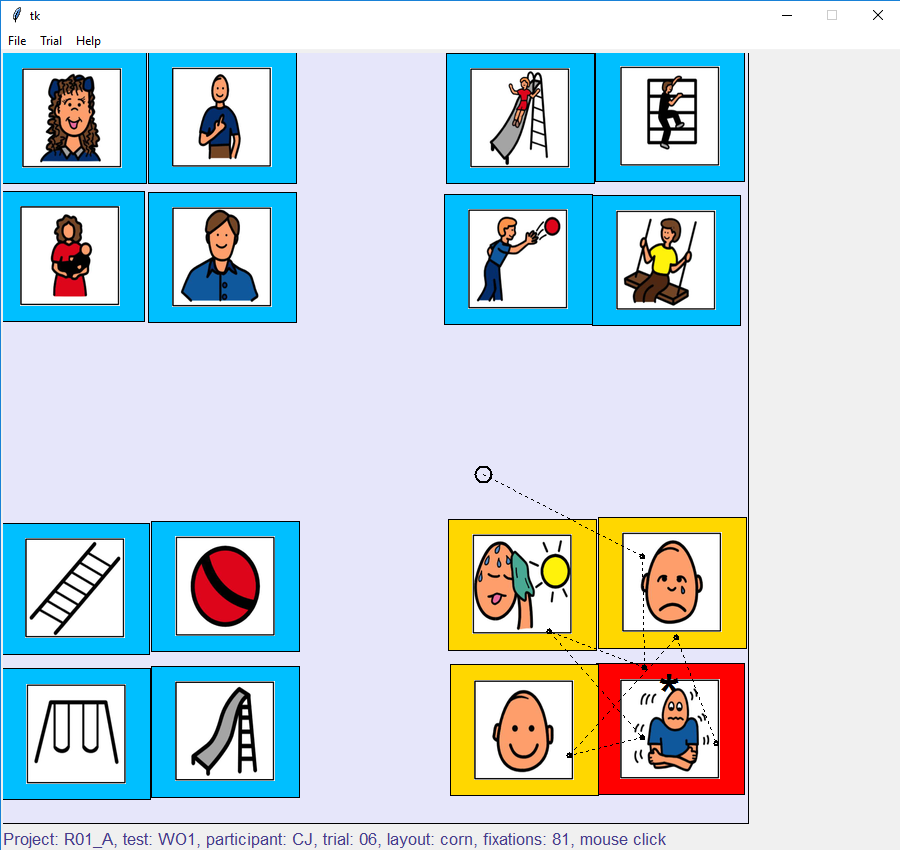 tk
File Trial Help
*
Project: R01_A, test: WO1, participant: CJ, trial: 06, layout: corn, fixations: 81, mouse click